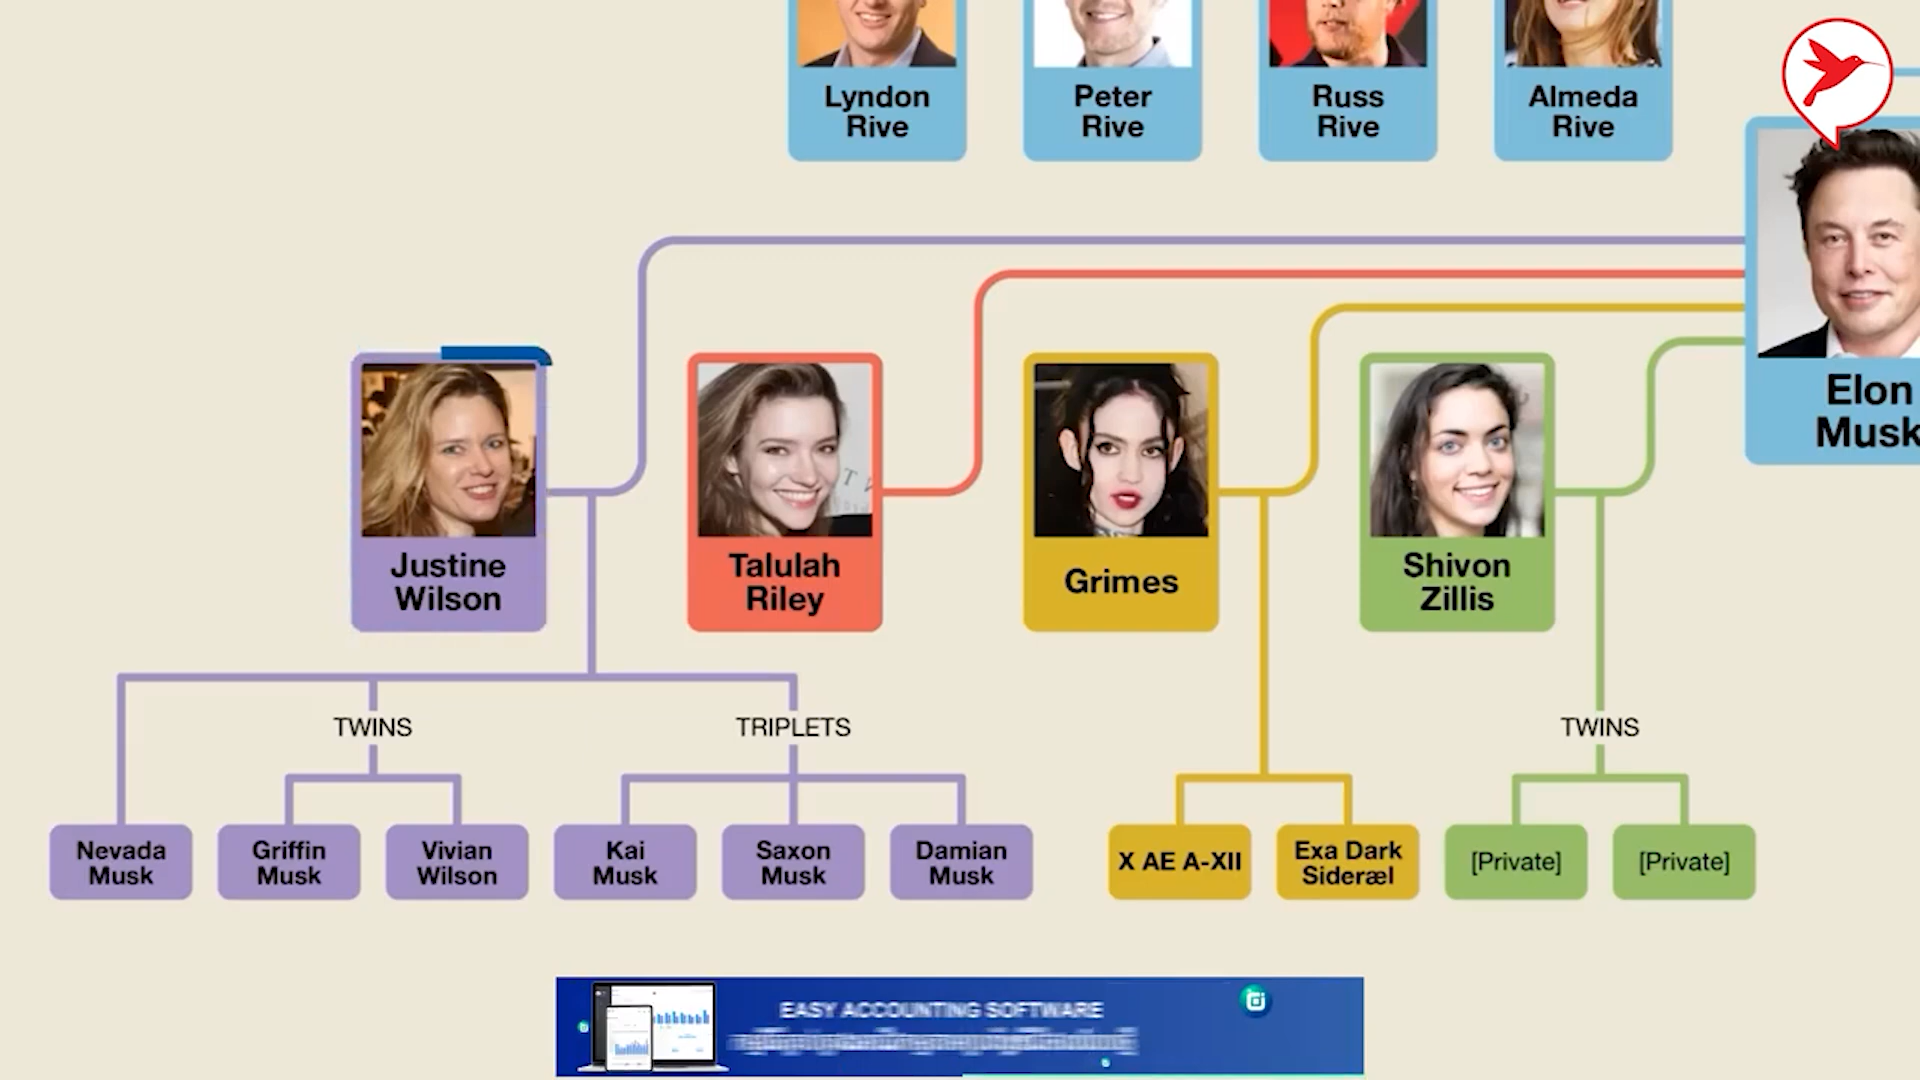 Lyndon
Rive
Peter
Rive
Russ
Rive
Almeda
Rive
Elon
Musk
Justine
Wilson
Talulah
Riley
Grimes
Shivon
Zillis
TWINS
TRIPLETS
TWINS
Nevada
Musk
Griffin
Musk
Vivian
Wilson
Kai
Musk
Saxon
Musk
Damian
Musk
X AE A-XII
Exa Dark
Sideræl
[Private]
[Private]
EASY ACCOUNTING SOFTWARE